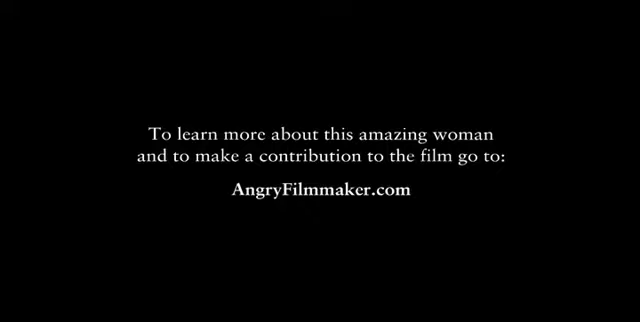 To learn more about this amazing woman
and to make a contribution to the film go to:
AngryFilmmaker.com